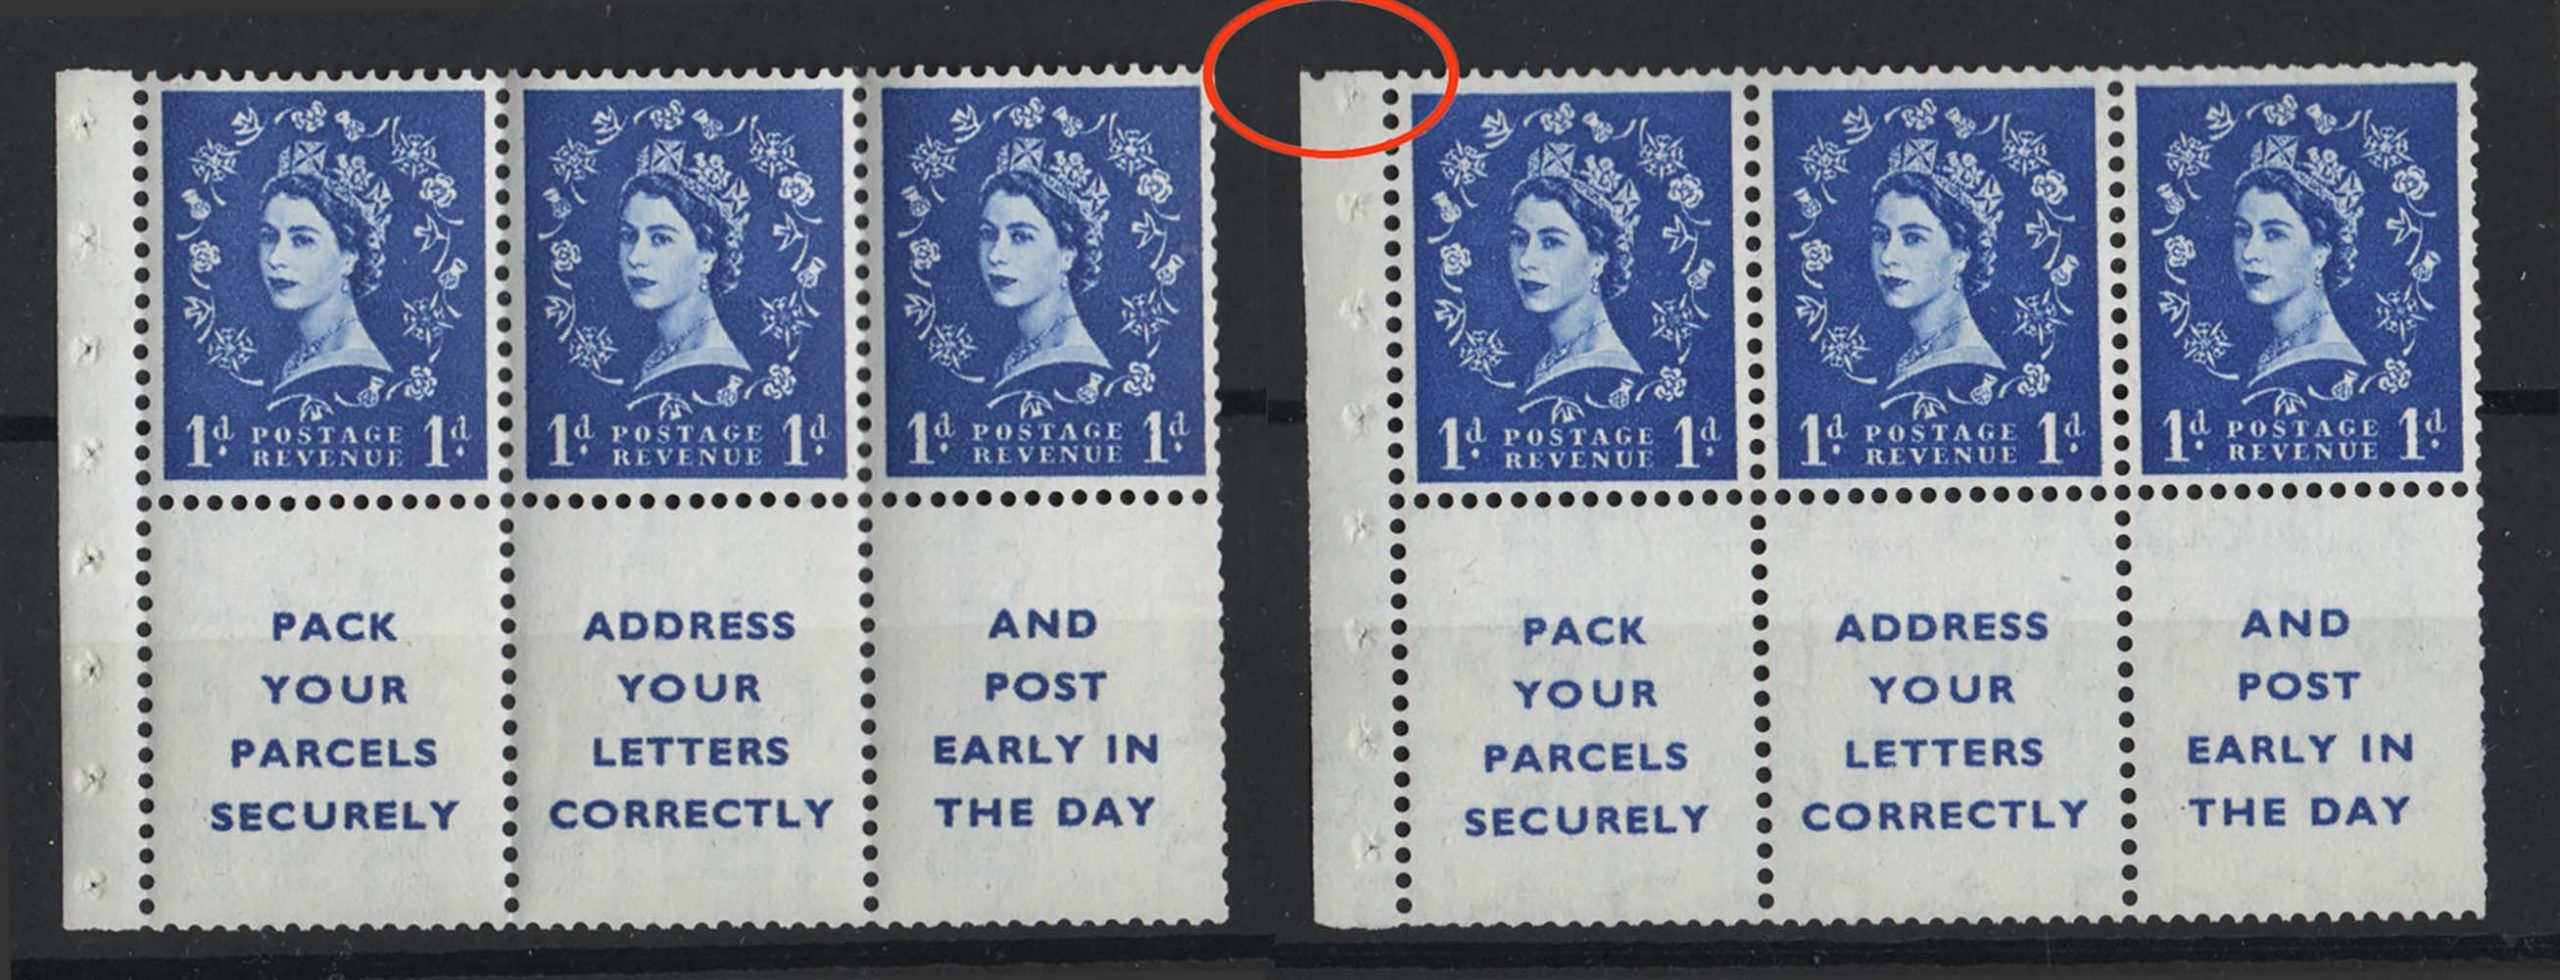 1d POSTAGE REVENUE 1d
1d POSTAGE REVENUE 1d
1d POSTAGE REVENUE 1d
PACK
YOUR
PARCELS
SECURELY
ADDRESS
YOUR
LETTERS
CORRECTLY
AND
POST
EARLY IN
THE DAY
1d POSTAGE REVENUE 1d
1d POSTAGE REVENUE 1d
1d POSTAGE REVENUE 1d
PACK
YOUR
PARCELS
SECURELY
ADDRESS
YOUR
LETTERS
CORRECTLY
AND
POST
EARLY IN
THE DAY